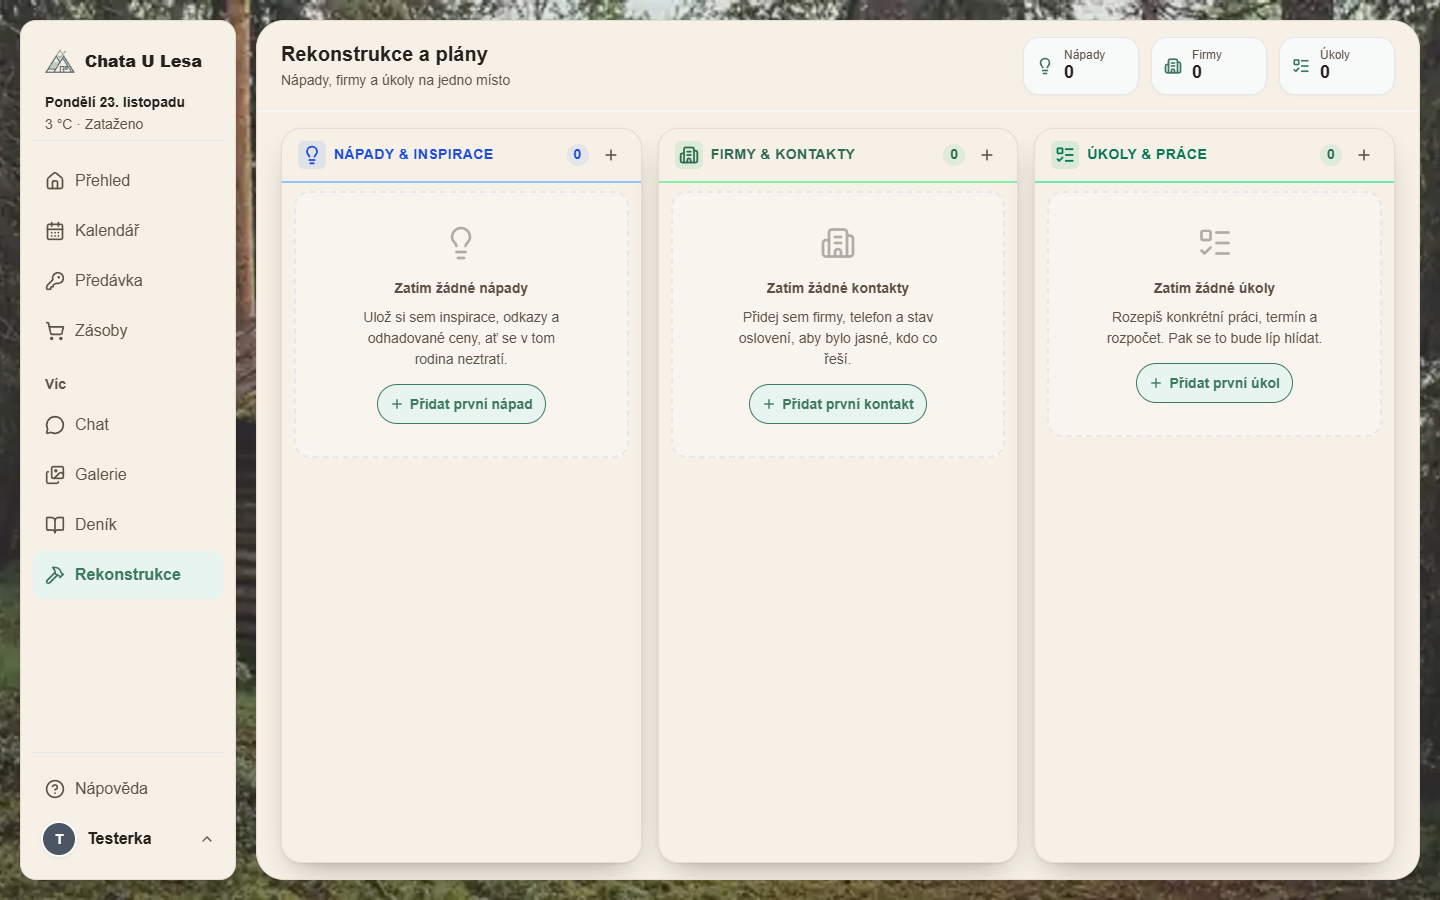 Chata U Lesa
Pondělí 23. listopadu
3 °C · Zataženo
Přehled
Kalendář
Předávka
Zásoby
Víc
Chat
Galerie
Deník
Rekonstrukce
Nápověda
T
Testerka
Rekonstrukce a plány
Nápady, firmy a úkoly na jedno místo
Nápady
0
Firmy
0
Úkoly
0
NÁPADY & INSPIRACE
0
Zatím žádné nápady
Ulož si sem inspirace, odkazy a
odhadované ceny, ať se v tom
rodina neztratí.
Přidat první nápad
FIRMY & KONTAKTY
0
Zatím žádné kontakty
Přidej sem firmy, telefon a stav
oslovení, aby bylo jasné, kdo co
řeší.
Přidat první kontakt
ÚKOLY & PRÁCE
0
Zatím žádné úkoly
Rozepiš konkrétní práci, termín a
rozpočet. Pak se to bude líp hlídat.
Přidat první úkol